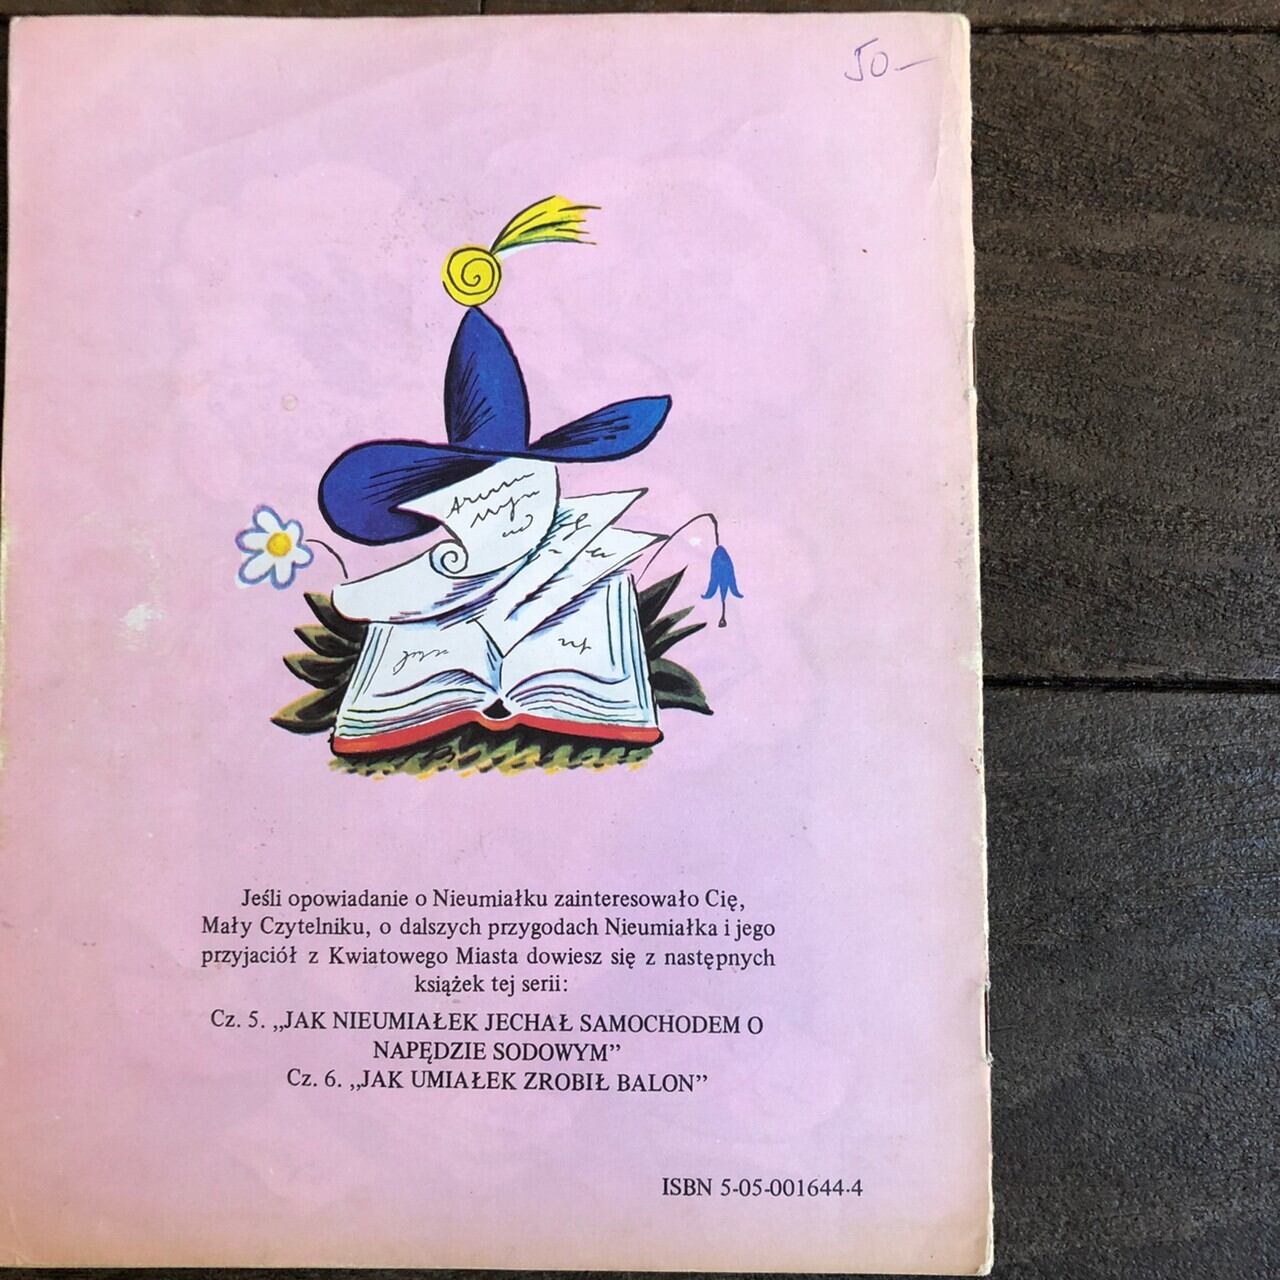 50-
Jeśli opowiadanie o Nieumiałku zainteresowało Cię,
Mały Czytelniku, o dalszych przygodach Nieumiałka i jego
przyjaciół z Kwiatowego Miasta dowiesz się z następnych
książek tej serii:
Cz. 5. „JAK NIEUMIAŁEK JECHAŁ SAMOCHODEM O
NAPĘDZIE SODOWYM”
Cz. 6. „JAK UMIAŁEK ZROBIŁ BALON”
ISBN 5-05-001644-4